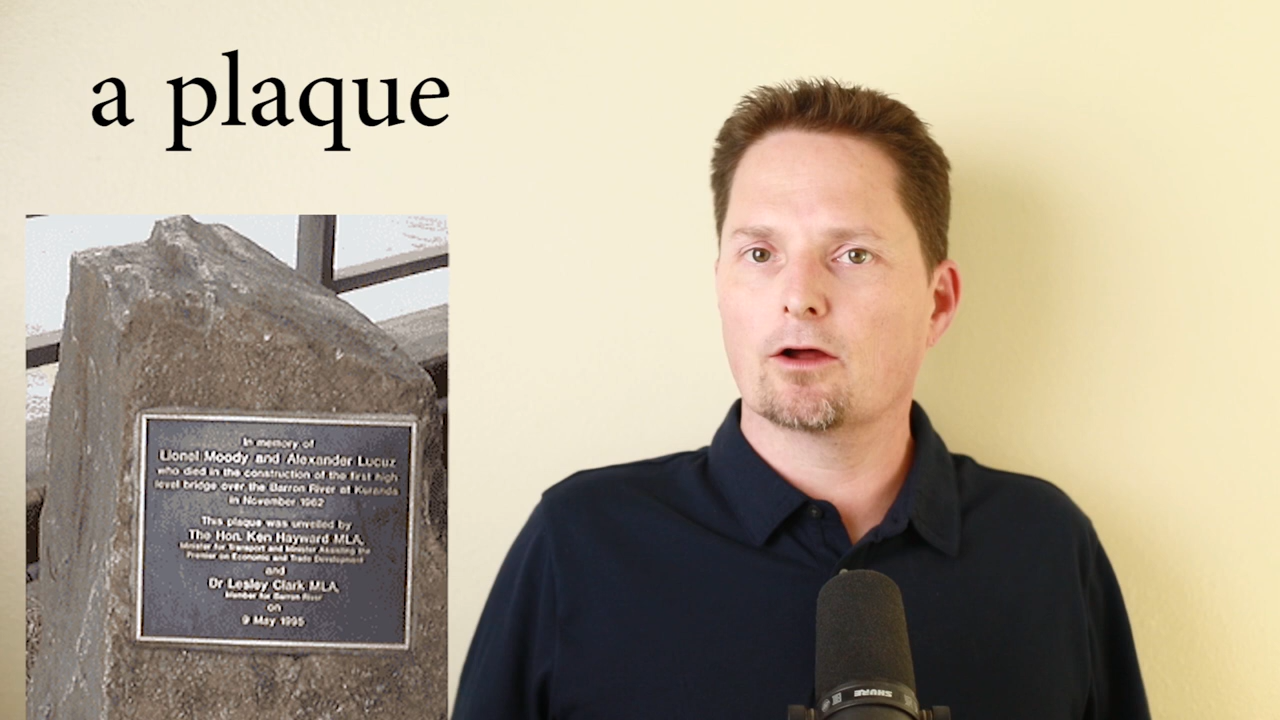 a plaque
In memory of
Lionel Moody and Alexander Lucuz
who died in the construction of the first high
level bridge over the Barron River at Kuranda
in November 1962
This plaque was unveiled by
The Hon. Ken Hayward MLA,
Minister for Transport and Minister Assisting the
Premier on Economic and Trade Development
and
Dr Lesley Clark MLA,
Member for Barron River
on
9 May 1995
SHURE